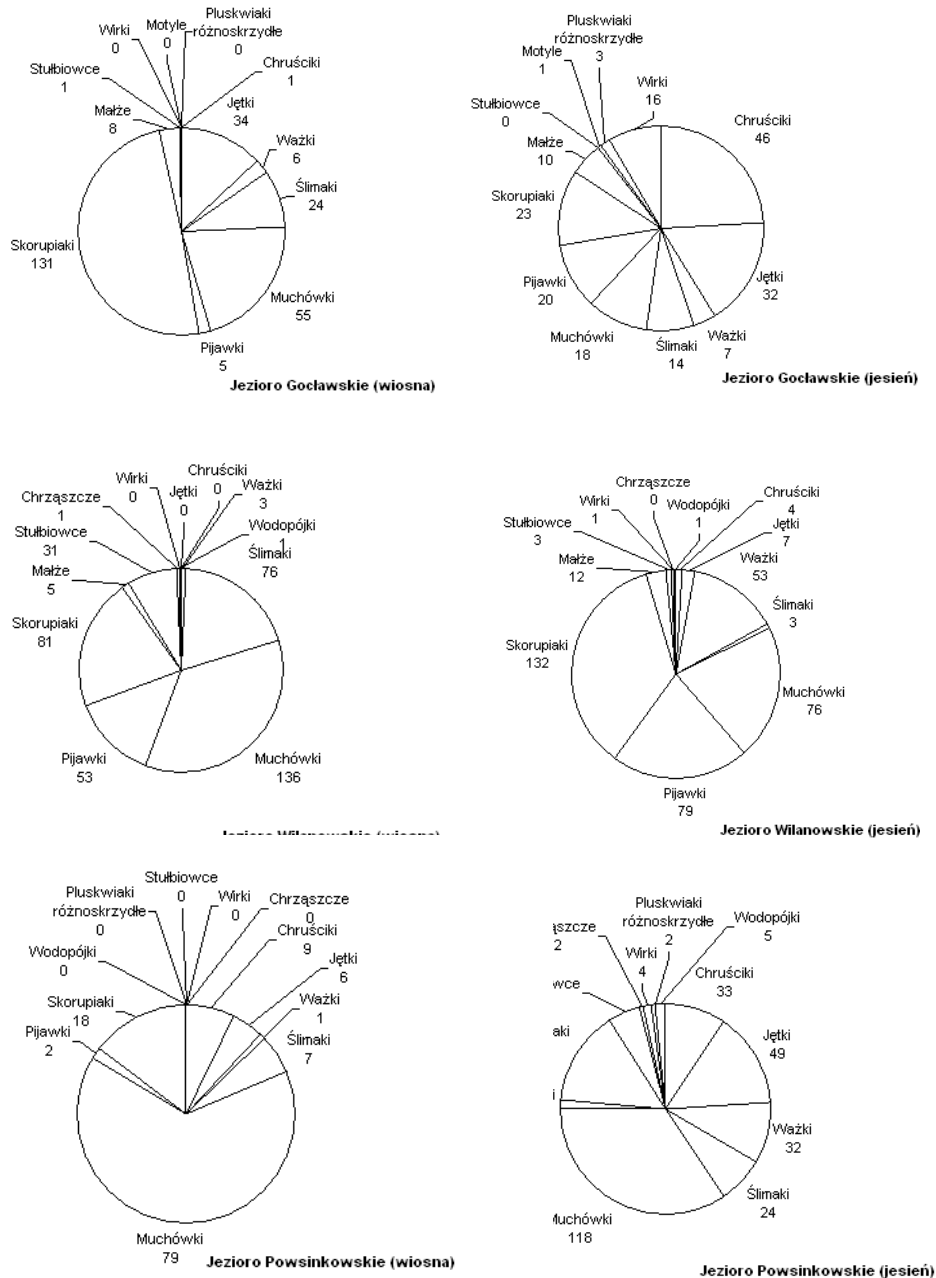 Pluskwiaki
różnoskrzydłe
0
Motyle
0
Wirki
0
Stułbiowce
1
Małże
8
Chruściki
1
Jętki
34
Ważki
6
Ślimaki
24
Skorupiaki
131
Muchówki
55
Pijawki
5
Jezioro Gocławskie (wiosna)
Pluskwiaki
różnoskrzydłe
3
Motyle
1
Stułbiowce
0
Wirki
16
Chruściki
46
Małże
10
Skorupiaki
23
Pijawki
20
Muchówki
18
Ślimaki
14
Ważki
7
Jętki
32
Jezioro Gocławskie (jesień)
Chruściki
0
Wirki
0
Jętki
0
Ważki
3
Chrząszcze
1
Stułbiowce
31
Wodopójki
1
Małże
5
Ślimaki
76
Skorupiaki
81
Pijawki
53
Muchówki
136
Jezioro Wilanowskie (wiosna)
Chrząszcze
0
Wirki
1
Wodopójki
1
Chruściki
4
Stułbiowce
3
Jętki
7
Małże
12
Ważki
53
Ślimaki
3
Skorupiaki
132
Muchówki
76
Pijawki
79
Jezioro Wilanowskie (jesień)
Stułbiowce
0
Pluskwiaki
różnoskrzydłe
0
Wirki
0
Chrząszcze
0
Chruściki
9
Wodopójki
0
Jętki
6
Skorupiaki
18
Ważki
1
Pijawki
2
Ślimaki
7
Muchówki
79
Jezioro Powsinkowskie (wiosna)
Pluskwiaki
różnoskrzydłe
2
ąszcze
2
Wirki
4
Wodopójki
5
wce
Chruściki
33
aki
Jętki
49
i
Ważki
32
Ślimaki
24
Muchówki
118
Jezioro Powsinkowskie (jesień)